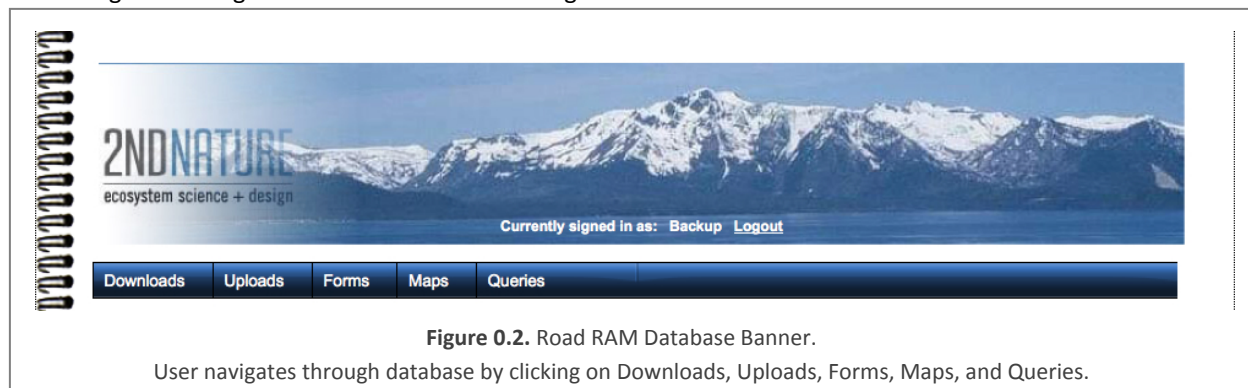 2NDNATURE
ecosystem science + design
Currently signed in as: Backup Logout
Downloads Uploads Forms Maps Queries
Figure 0.2. Road RAM Database Banner.
User navigates through database by clicking on Downloads, Uploads, Forms, Maps, and Queries.